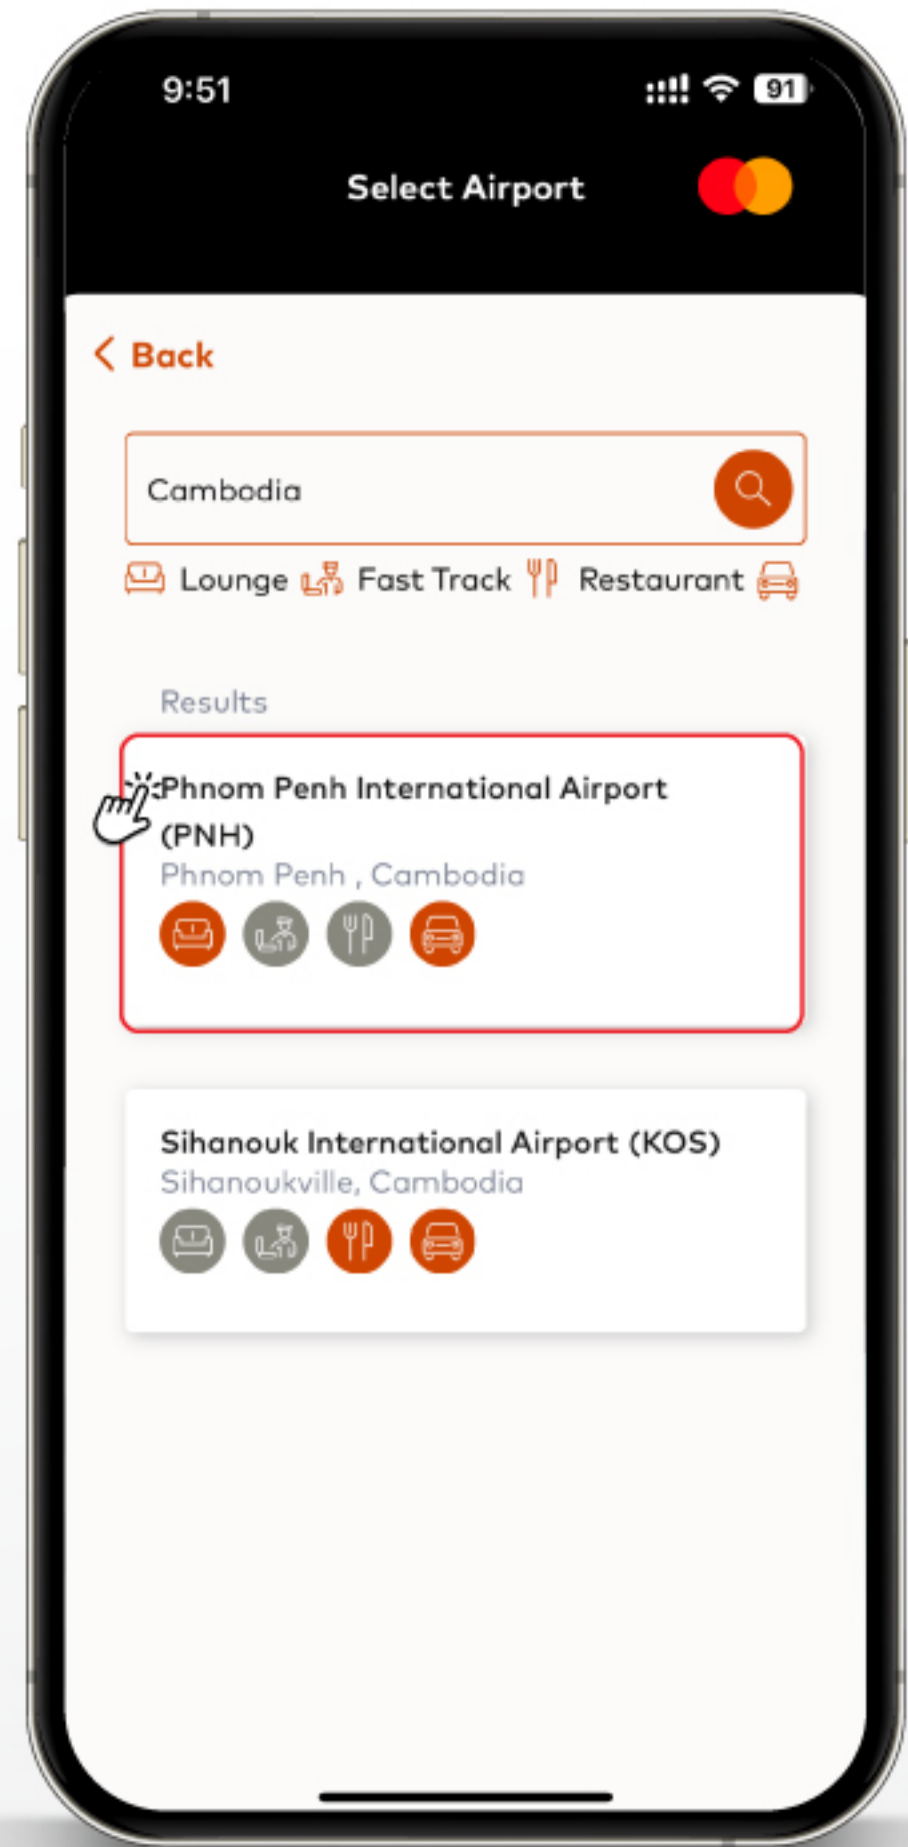 9:51
91
Select Airport
Back
Cambodia
Lounge Fast Track Restaurant
Results
Phnom Penh International Airport
(PNH)
Phnom Penh , Cambodia
Sihanouk International Airport (KOS)
Sihanoukville, Cambodia